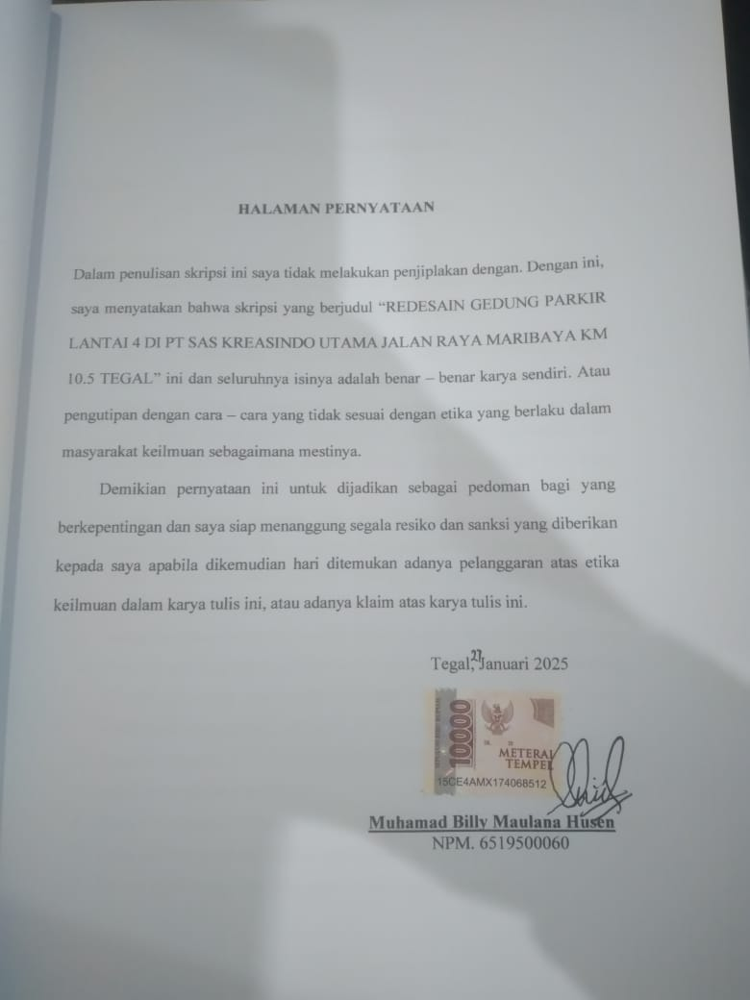 HALAMAN PERNYATAAN
Dalam penulisan skripsi ini saya tidak melakukan penjiplakan dengan. Dengan ini,
saya menyatakan bahwa skripsi yang berjudul “REDESAIN GEDUNG PARKIR
LANTAI 4 DI PT SAS KREASINDO UTAMA JALAN RAYA MARIBAYA KM
10.5 TEGAL” ini dan seluruhnya isinya adalah benar – benar karya sendiri. Atau
pengutipan dengan cara – cara yang tidak sesuai dengan etika yang berlaku dalam
masyarakat keilmuan sebagaimana mestinya.
Demikian pernyataan ini untuk dijadikan sebagai pedoman bagi yang
berkepentingan dan saya siap menanggung segala resiko dan sanksi yang diberikan
kepada saya apabila dikemudian hari ditemukan adanya pelanggaran atas etika
keilmuan dalam karya tulis ini, atau adanya klaim atas karya tulis ini.
Tegal, 27 Januari 2025
10000
METERAI
TEMPEL
15CE4AMX174068512
Muhamad Billy Maulana Husen
NPM. 6519500060